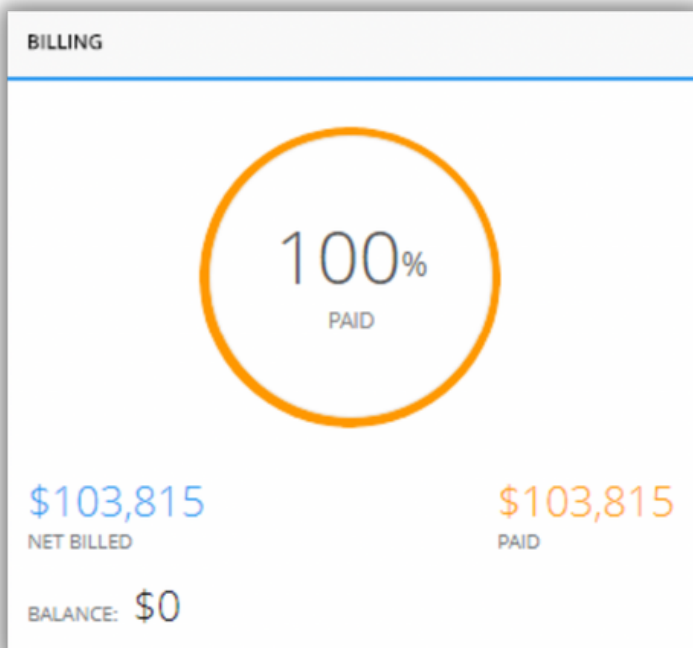 BILLING
100%
PAID
$103,815 $103,815
NET BILLED PAID
BALANCE: $0